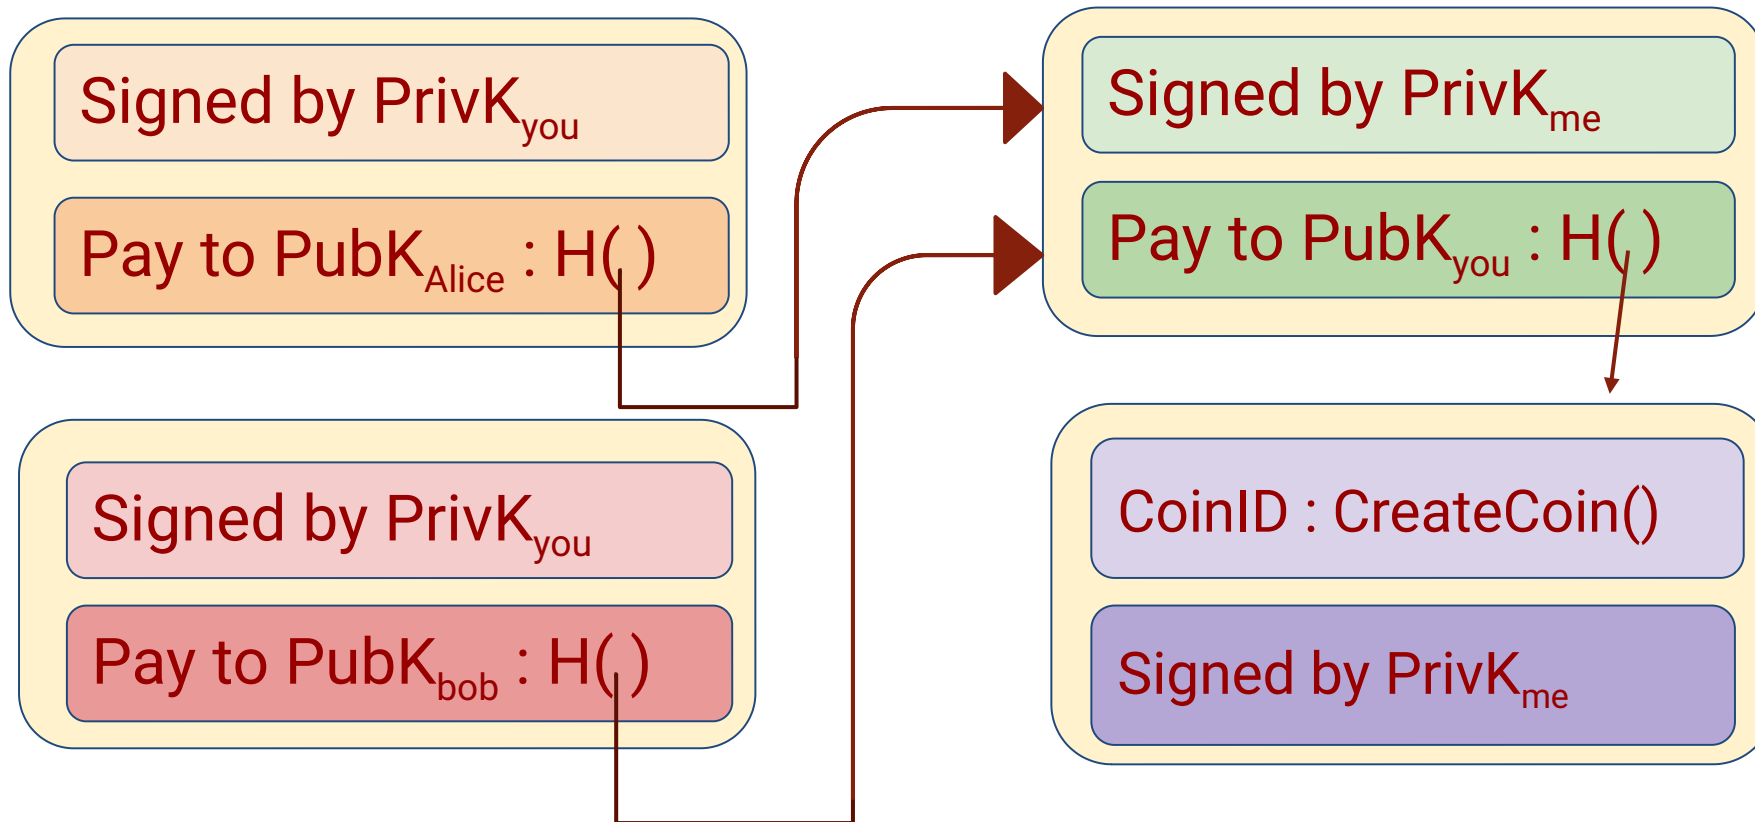 Signed by PrivKyou
Pay to PubKAlice : H( )
Signed by PrivKyou
Pay to PubKbob : H( )
Signed by PrivKme
Pay to PubKyou : H( )
CoinID : CreateCoin()
Signed by PrivKme